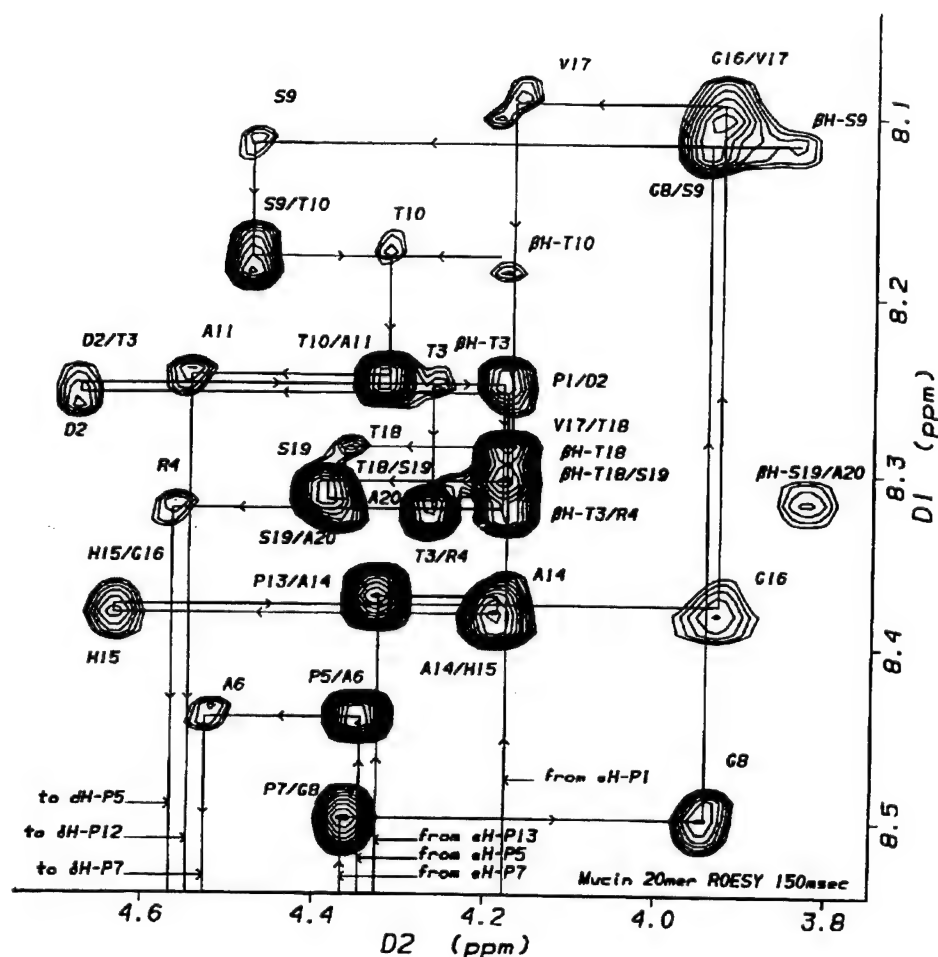 V17
G16/V17
S9
βH-S9
8.1
G8/S9
S9/T10
T10
βH-T10
8.2
D2/T3
A11
T10/A11
T3
βH-T3
P1/D2
D2
V17/T18
T18
βH-T18
S19
R4
T18/S19
βH-T18/S19
βH-S19/A20
8.3
A20
βH-T3/R4
S19/A20
T3/R4
H15/G16
P13/A14
A14
G16
H15
A14/H15
8.4
P5/A6
A6
P7/G8
from αH-P1
G8
to δH-P5
to δH-P12
to δH-P7
from αH-P13
from αH-P5
from αH-P7
8.5
Mucin 20mer ROESY 150msec
4.6
4.4
4.2
4.0
3.8
D2 (ppm)
D1 (ppm)